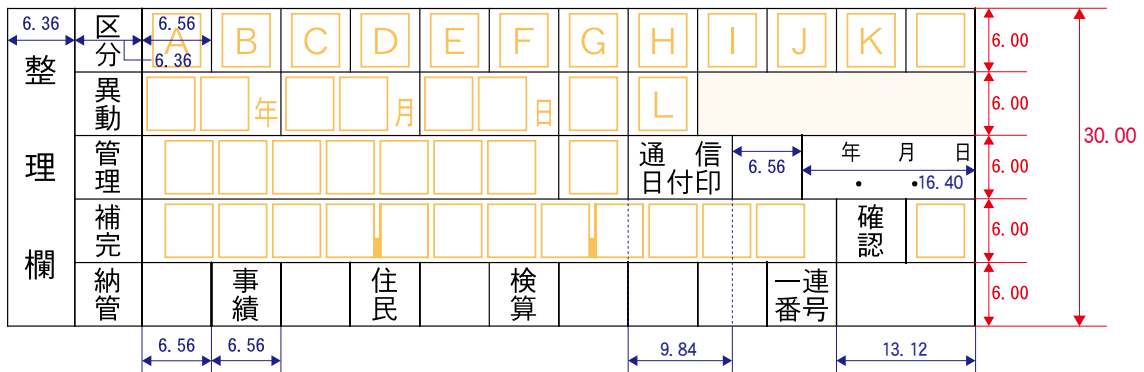 6.36
6.56
6.36
整理欄
区分
A B C D E F G H I J K
6.00
異動
年 月 日 L
6.00
30.00
管理
通信
日付印
6.56
年 月 日
・ ・
16.40
6.00
補完
確認
6.00
納管
事績
住民
検算
一連
番号
6.00
6.56
6.56
9.84
13.12